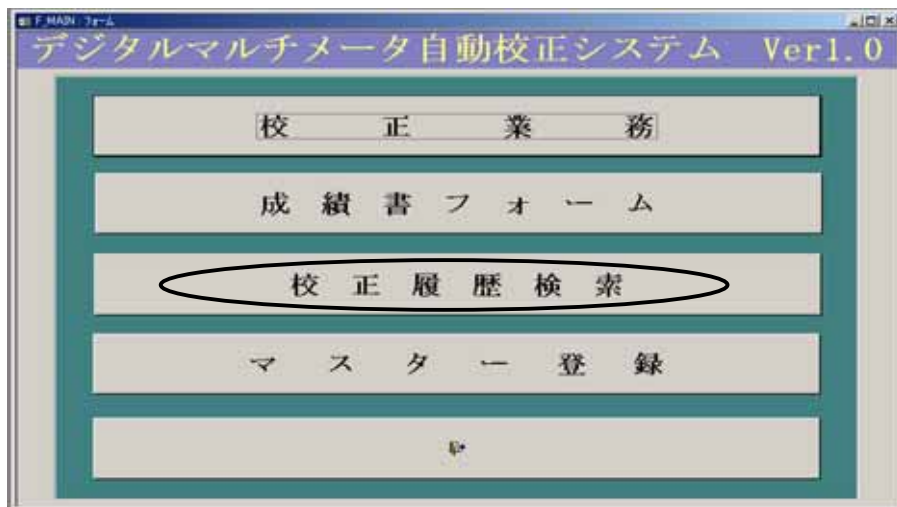 F_MAIN : フォーム
デジタルマルチメータ自動校正システム Ver1.0
校正業務
成績書フォーム
校正履歴検索
マスター登録